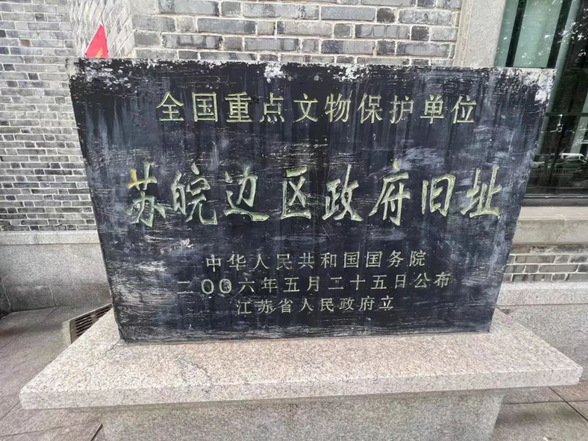 全国重点文物保护单位
苏皖边区政府旧址
中华人民共和国国务院
二〇〇六年五月二十五日公布
江苏省人民政府立